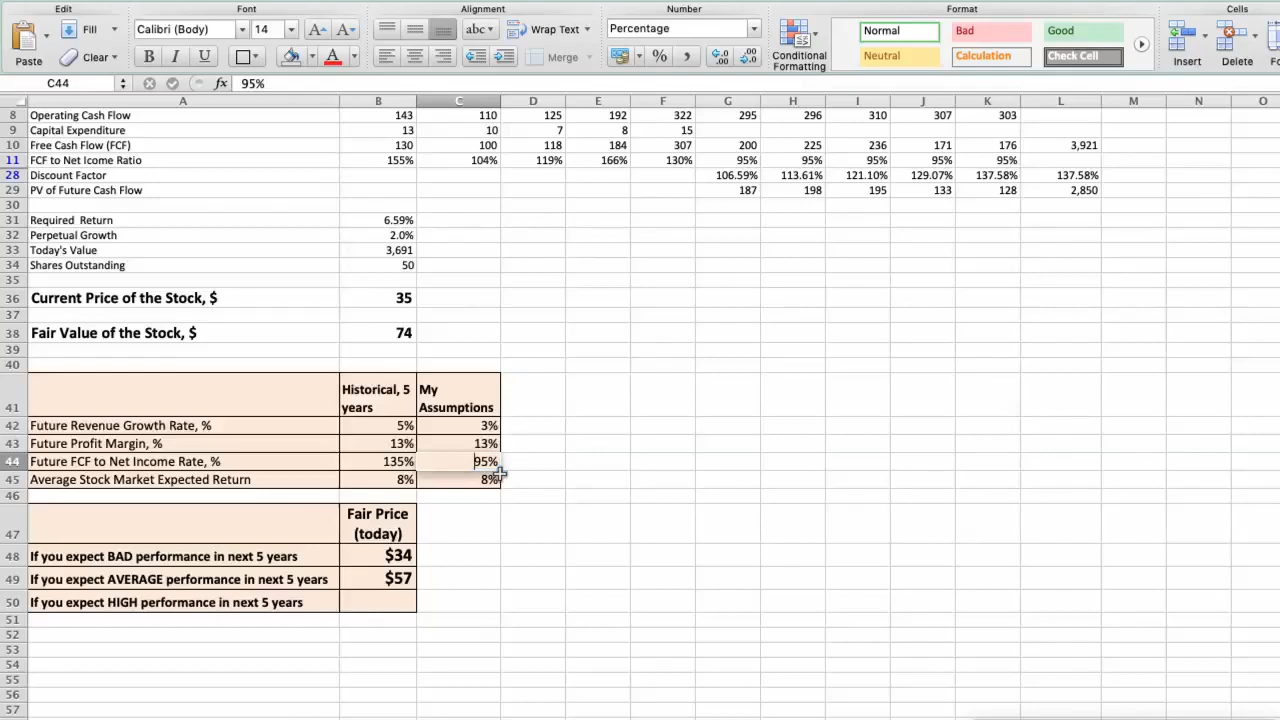 Edit Font Alignment Number Format Cells
Fill Calibri (Body) 14 A A abc Wrap Text Percentage Normal Bad Good
Paste Clear B I U A Merge % , .0 .00 .00 .0 Conditional Formatting Neutral Calculation Check Cell Insert Delete
C44 fx 95%
A B C D E F G H I J K L M N O
8 Operating Cash Flow 143 110 125 192 322 295 296 310 307 303
9 Capital Expenditure 13 10 7 8 15
10 Free Cash Flow (FCF) 130 100 118 184 307 200 225 236 171 176 3,921
11 FCF to Net Icome Ratio 155% 104% 119% 166% 130% 95% 95% 95% 95% 95%
28 Discount Factor 106.59% 113.61% 121.10% 129.07% 137.58% 137.58%
29 PV of Future Cash Flow 187 198 195 133 128 2,850
30
31 Required Return 6.59%
32 Perpetual Growth 2.0%
33 Today's Value 3,691
34 Shares Outstanding 50
35
36 Current Price of the Stock, $ 35
37
38 Fair Value of the Stock, $ 74
39
40
41 Historical, 5 years My Assumptions
42 Future Revenue Growth Rate, % 5% 3%
43 Future Profit Margin, % 13% 13%
44 Future FCF to Net Income Rate, % 135% 95%
45 Average Stock Market Expected Return 8% 8%
46
47 Fair Price (today)
48 If you expect BAD performance in next 5 years $34
49 If you expect AVERAGE performance in next 5 years $57
50 If you expect HIGH performance in next 5 years
51
52
53
54
55
56
57